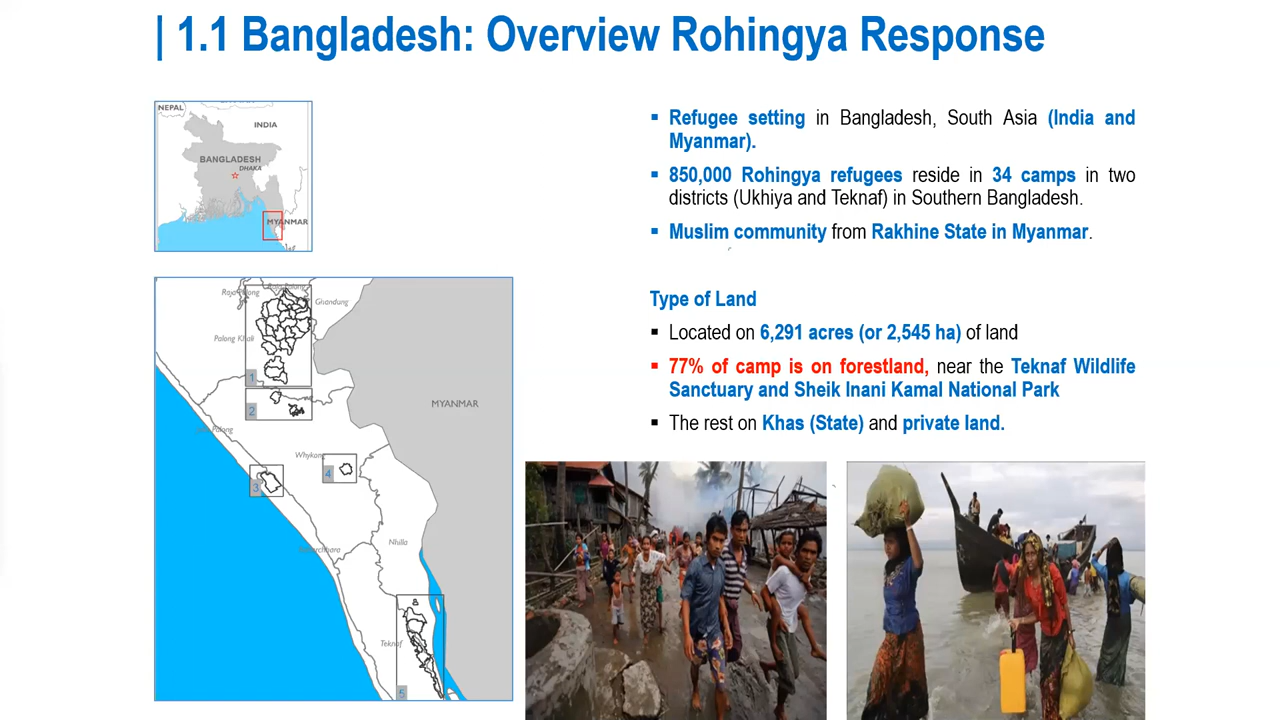 | 1.1 Bangladesh: Overview Rohingya Response
NEPAL
INDIA
BANGLADESH
DHAKA
MYANMAR
▪ Refugee setting in Bangladesh, South Asia (India and
Myanmar).
▪ 850,000 Rohingya refugees reside in 34 camps in two
districts (Ukhiya and Teknaf) in Southern Bangladesh.
▪ Muslim community from Rakhine State in Myanmar.
Type of Land
▪ Located on 6,291 acres (or 2,545 ha) of land
▪ 77% of camp is on forestland, near the Teknaf Wildlife
Sanctuary and Sheik Inani Kamal National Park
▪ The rest on Khas (State) and private land.
Ghandung
Palong Khali
1
2
MYANMAR
Palong
Whykong
4
3
Nhilla
Teknaf
5